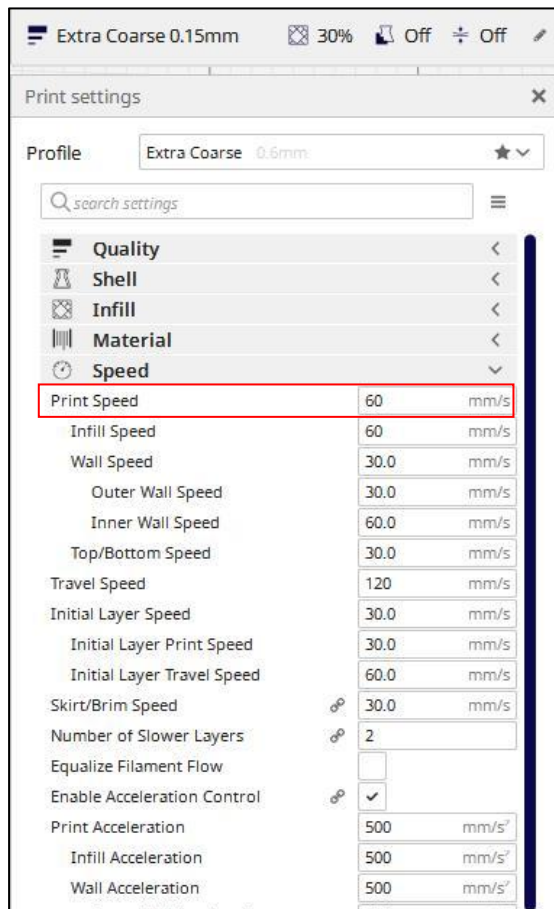 Extra Coarse 0.15mm 30% Off Off
Print settings
Profile Extra Coarse 0.6mm
search settings
Quality
Shell
Infill
Material
Speed
Print Speed 60 mm/s
Infill Speed 60 mm/s
Wall Speed 30.0 mm/s
Outer Wall Speed 30.0 mm/s
Inner Wall Speed 60.0 mm/s
Top/Bottom Speed 30.0 mm/s
Travel Speed 120 mm/s
Initial Layer Speed 30.0 mm/s
Initial Layer Print Speed 30.0 mm/s
Initial Layer Travel Speed 60.0 mm/s
Skirt/Brim Speed 30.0 mm/s
Number of Slower Layers 2
Equalize Filament Flow
Enable Acceleration Control
Print Acceleration 500 mm/s²
Infill Acceleration 500 mm/s²
Wall Acceleration 500 mm/s²